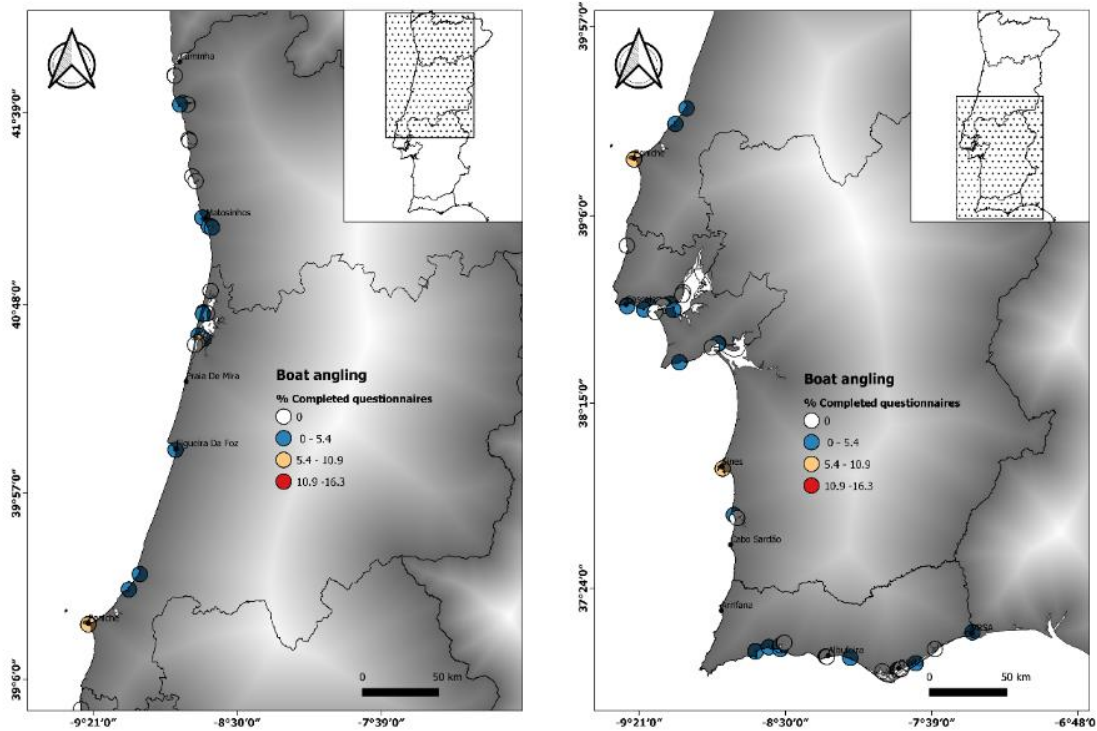 Caminha
41°39'0"
Matosinhos
40°48'0"
Praia De Mira
Boat angling
% Completed questionnaires
0
0 - 5.4
5.4 - 10.9
10.9 -16.3
Figueira Da Foz
39°57'0"
Peniche
39°6'0"
0
50 km
-9°21'0"
-8°30'0"
-7°39'0"
39°57'0"
Peniche
39°6'0"
38°15'0"
Boat angling
% Completed questionnaires
0
0 - 5.4
5.4 - 10.9
10.9 -16.3
Sines
Cabo Sardão
37°24'0"
Arrifana
Albufeira
VRSA
0
50 km
-9°21'0"
-8°30'0"
-7°39'0"
-6°48'0"